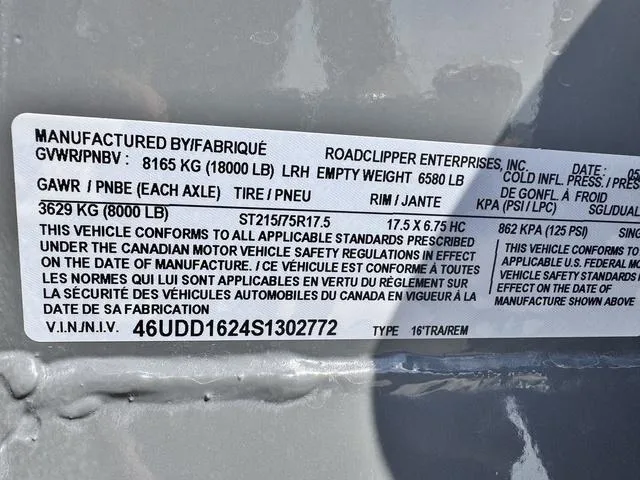 MANUFACTURED BY/FABRIQUÉ ROADCLIPPER ENTERPRISES, INC. DATE: 05
GVWR/PNBV: 8165 KG (18000 LB) LRH EMPTY WEIGHT 6580 LB COLD INFL. PRESS./PRES
GAWR / PNBE (EACH AXLE) TIRE / PNEU RIM / JANTE DE GONFL. À FROID
KPA (PSI / LPC) SGL/DUAL
3629 KG (8000 LB) ST215/75R17.5 17.5 X 6.75 HC 862 KPA (125 PSI) SING
THIS VEHICLE CONFORMS TO ALL APPLICABLE STANDARDS PRESCRIBED
UNDER THE CANADIAN MOTOR VEHICLE SAFETY REGULATIONS IN EFFECT
ON THE DATE OF MANUFACTURE. / CE VÉHICULE EST CONFORME À TOUTES
LES NORMES QUI LUI SONT APPLICABLES EN VERTU DU RÈGLEMENT SUR
LA SÉCURITÉ DES VÉHICULES AUTOMOBILES DU CANADA EN VIGUEUR À LA
DATE DE SA FABRICATION
THIS VEHICLE CONFORMS TO
APPLICABLE U.S. FEDERAL MO
VEHICLE SAFETY STANDARDS IN
EFFECT ON THE DATE OF
MANUFACTURE SHOWN ABOVE
V.I.N./N.I.V. 46UDD1624S1302772 TYPE 16'TRA/REM